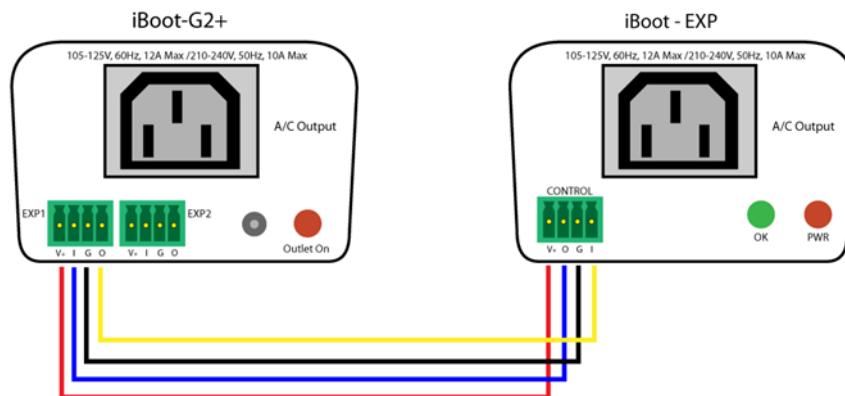 iBoot-G2+
iBoot - EXP
105-125V, 60Hz, 12A Max /210-240V, 50Hz, 10A Max
105-125V, 60Hz, 12A Max /210-240V, 50Hz, 10A Max
A/C Output
A/C Output
CONTROL
EXP1
EXP2
Outlet On
OK
PWR
V+ I G O
V+ I G O
V+ O G I